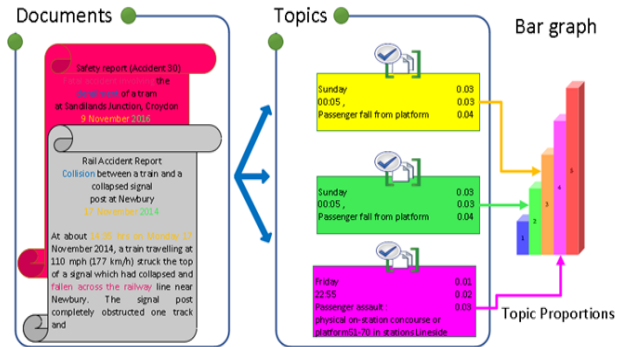 Documents
Safety report (Accident 30)
the
of a tram
at Sandilands Junction, Croydon
9 November 2016
Rail Accident Report
Collision between a train and a
collapsed signal
post at Newbury
17 November 2014
At about
November 2014, a train travelling at
110 mph (177 km/h) struck the top
of a signal which had collapsed and
fallen across the railway line near
Newbury. The signal post
completely obstructed one track
and
Topics
Sunday 0.03
00:05 , 0.03
Passenger fall from platform 0.04
Sunday 0.03
00:05 , 0.03
Passenger fall from platform 0.04
Friday 0.01
22:55 0.02
Passenger assault : 0.03
physical on-station concourse or
platform51-70 in stations Lineside
Bar graph
1
2
3
4
5
Topic Proportions